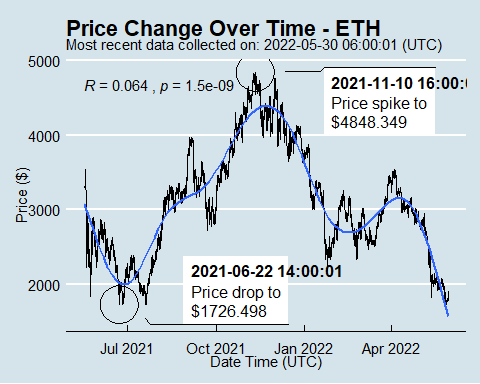 Price Change Over Time - ETH
Most recent data collected on: 2022-05-30 06:00:01 (UTC)
5000
R = 0.064 , p = 1.5e-09
2021-11-10 16:00:0
Price spike to
$4848.349
4000
Price ($)
3000
2021-06-22 14:00:01
Price drop to
$1726.498
2000
Jul 2021
Oct 2021
Jan 2022
Apr 2022
Date Time (UTC)